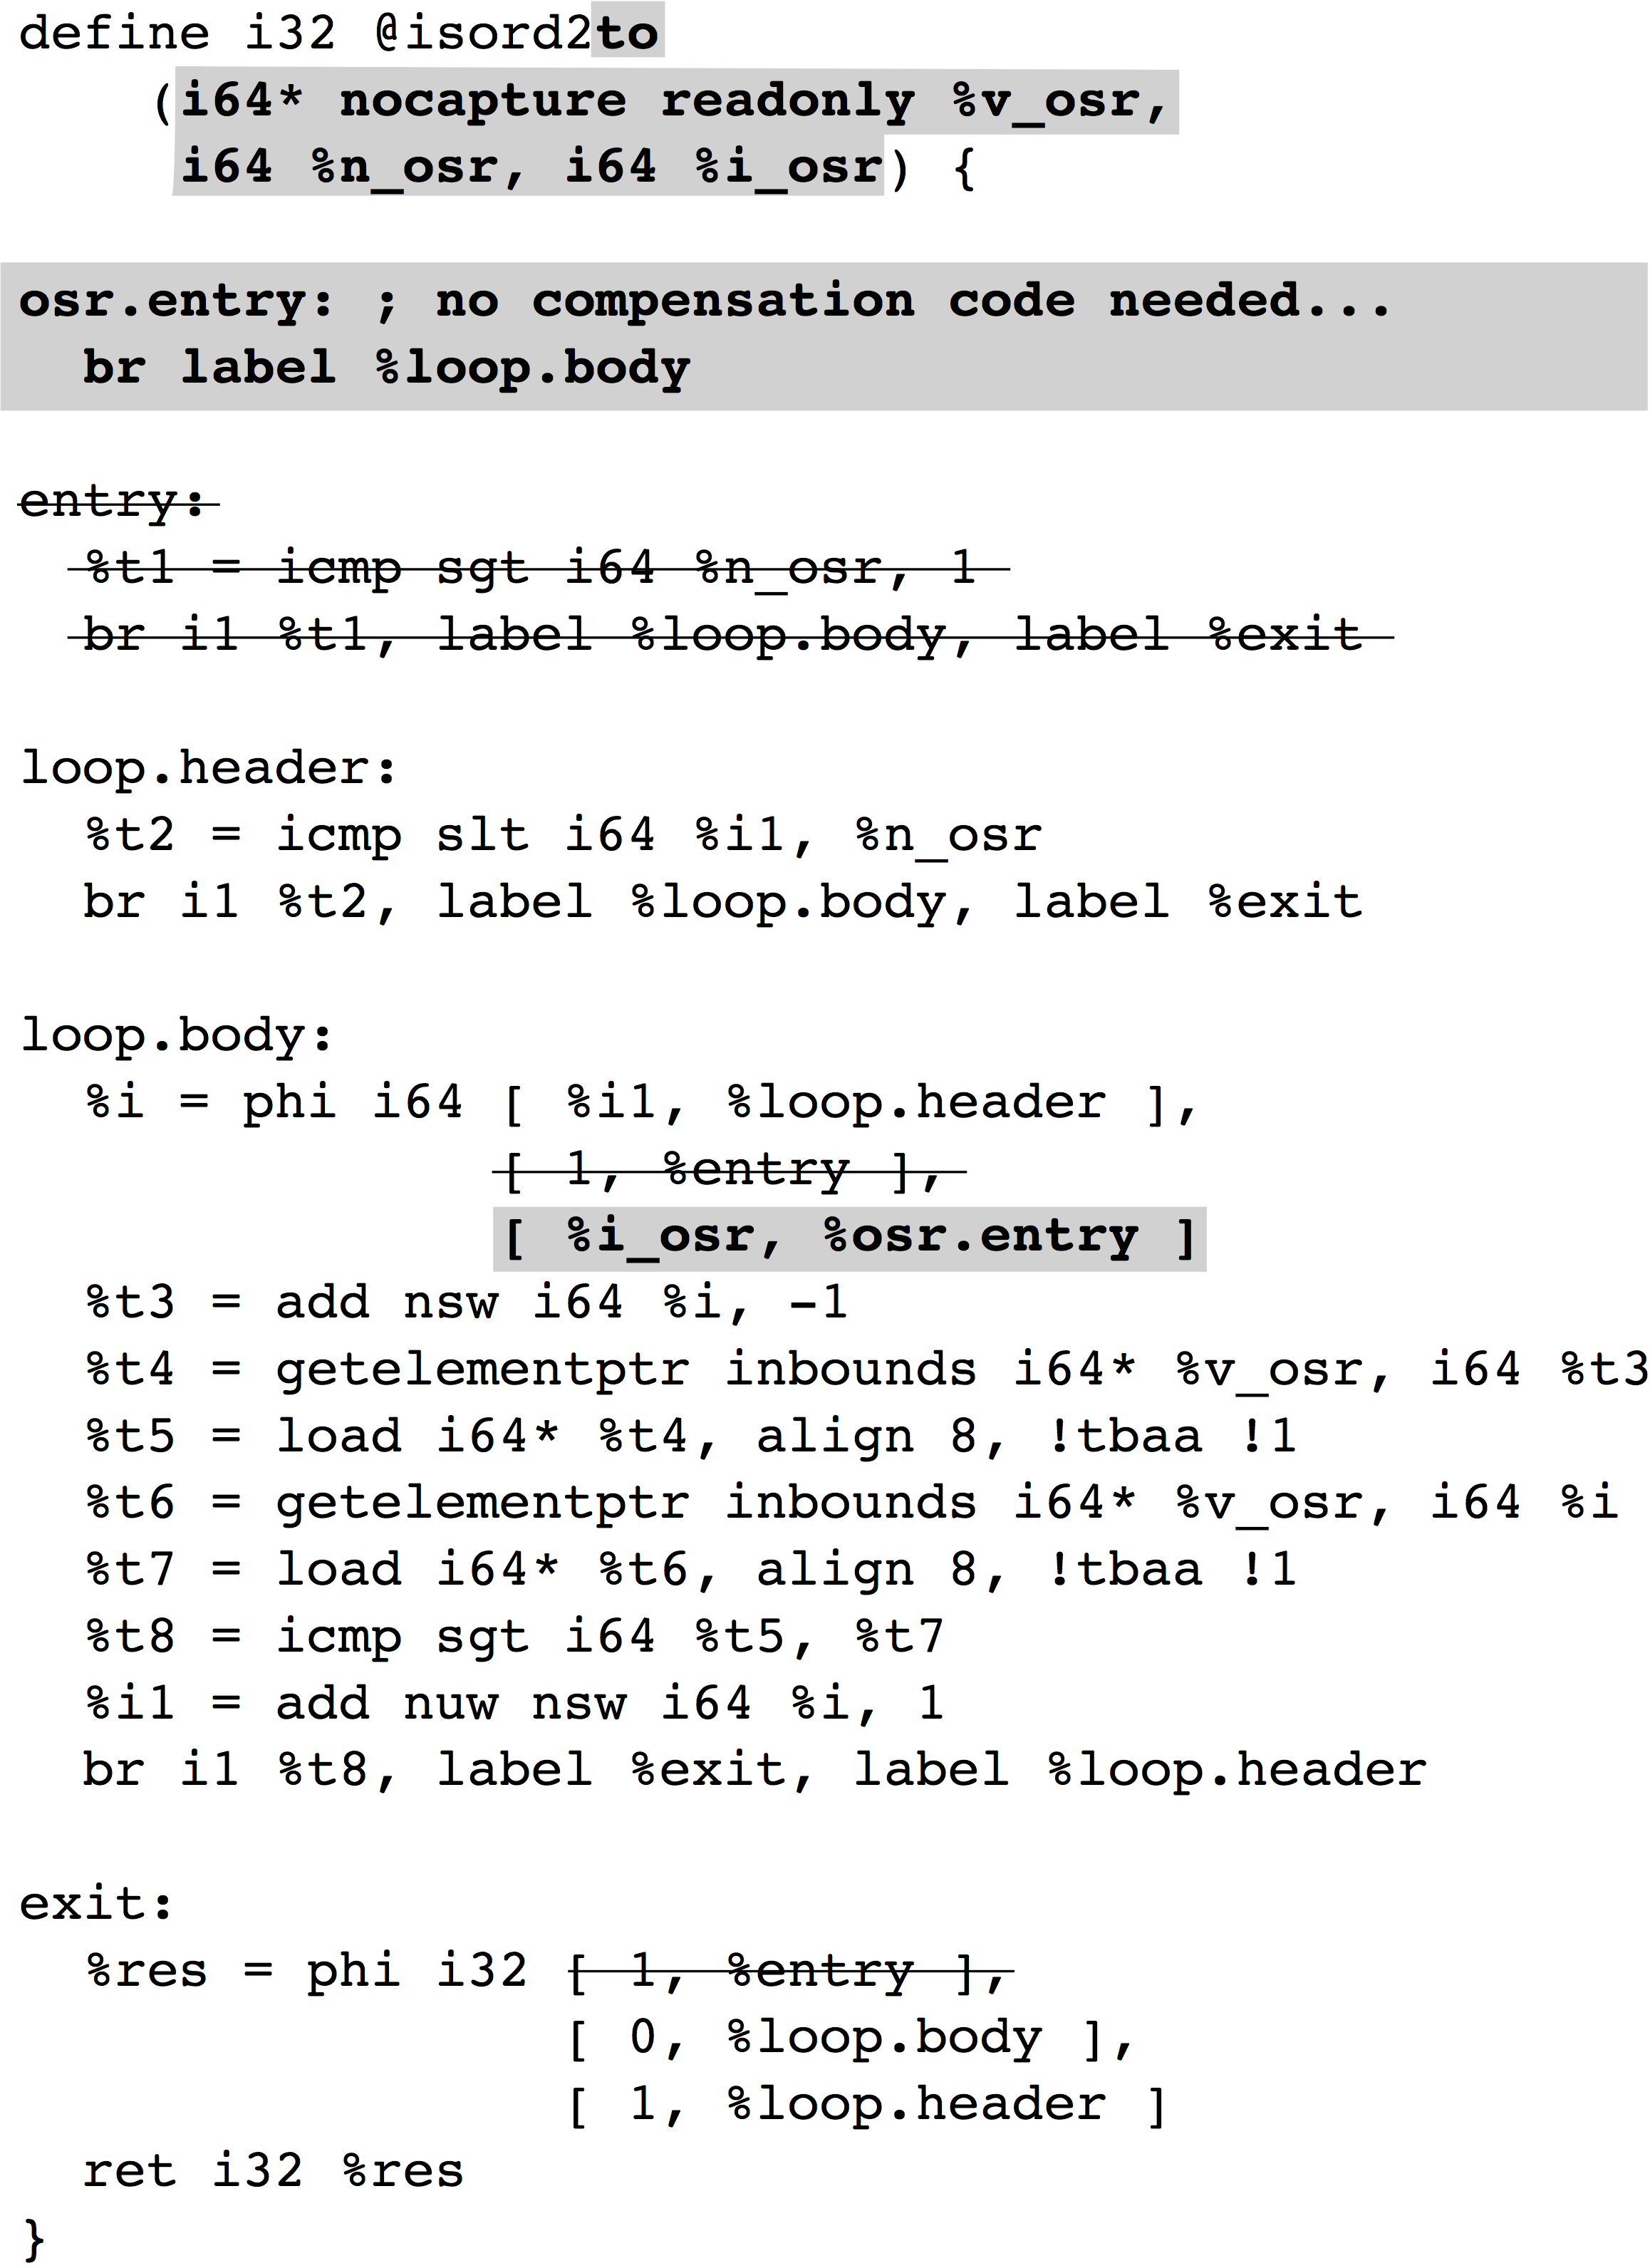 define i32 @isord2to
(i64* nocapture readonly %v_osr,
i64 %n_osr, i64 %i_osr) {
osr.entry: ; no compensation code needed...
br label %loop.body
entry:
%t1 = icmp sgt i64 %n_osr, 1
br i1 %t1, label %loop.body, label %exit
loop.header:
%t2 = icmp slt i64 %i1, %n_osr
br i1 %t2, label %loop.body, label %exit
loop.body:
%i = phi i64 [ %i1, %loop.header ],
[ 1, %entry ],
[ %i_osr, %osr.entry ]
%t3 = add nsw i64 %i, -1
%t4 = getelementptr inbounds i64* %v_osr, i64 %t3
%t5 = load i64* %t4, align 8, !tbaa !1
%t6 = getelementptr inbounds i64* %v_osr, i64 %i
%t7 = load i64* %t6, align 8, !tbaa !1
%t8 = icmp sgt i64 %t5, %t7
%i1 = add nuw nsw i64 %i, 1
br i1 %t8, label %exit, label %loop.header
exit:
%res = phi i32 [ 1, %entry ],
[ 0, %loop.body ],
[ 1, %loop.header ]
ret i32 %res
}